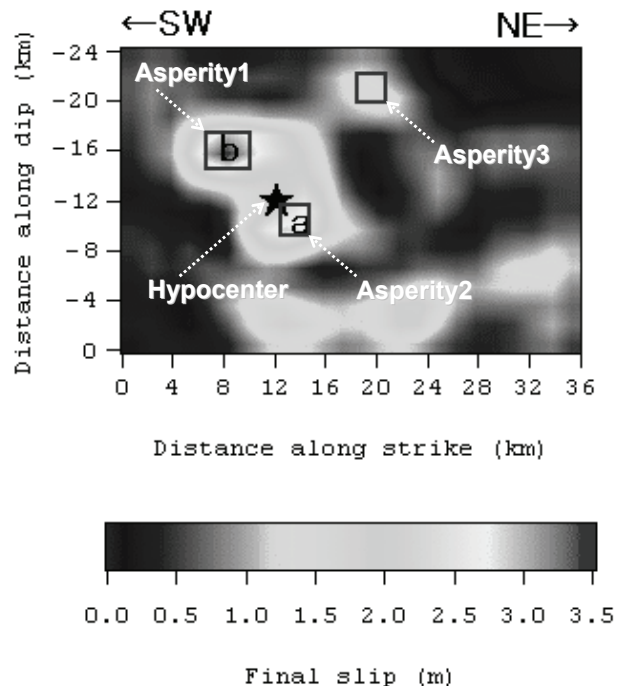 ←SW NE→
Distance along dip (km)
-24
-20
-16
-12
-8
-4
0
Asperity1
b
Asperity3
a
Hypocenter
Asperity2
0 4 8 12 16 20 24 28 32 36
Distance along strike (km)
0.0 0.5 1.0 1.5 2.0 2.5 3.0 3.5
Final slip (m)